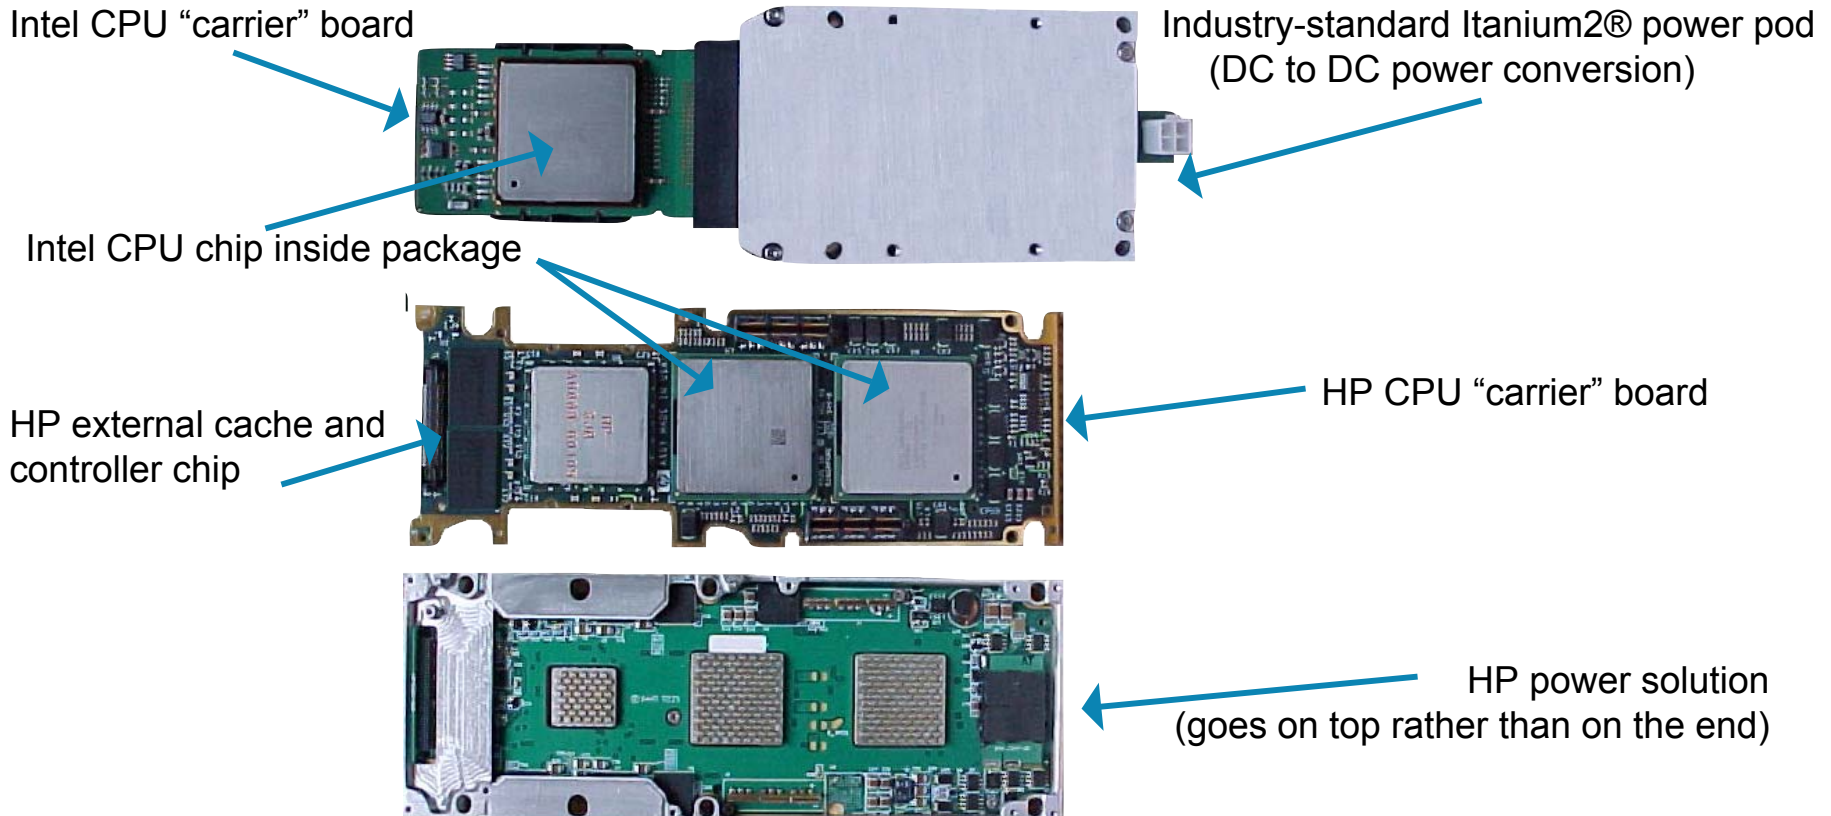 Intel CPU “carrier” board
Industry-standard Itanium2® power pod
(DC to DC power conversion)
Intel CPU chip inside package
HP CPU “carrier” board
HP external cache and
controller chip
HP power solution
(goes on top rather than on the end)